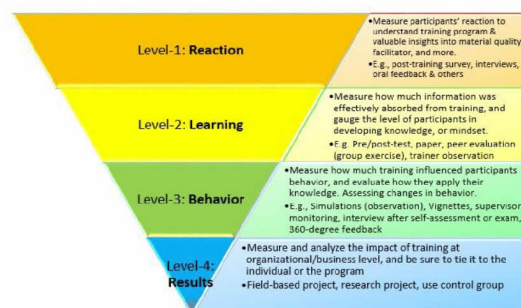 Level-1: Reaction
•Measure participants' reaction to
understand training program &
valuable insights into material quality,
facilitator, and more.
•E.g., post-training survey, interviews,
oral feedback & others
Level-2: Learning
•Measure how much information was
effectively absorbed from training, and
gauge the level of participants in
developing knowledge, or mindset.
•E.g. Pre/post-test, paper, peer evaluation
(group exercise), trainer observation
Level-3: Behavior
•Measure how much training influenced participants
behavior, and evaluate how they apply their
knowledge. Assessing changes in behavior.
•E.g., Simulations (observation), Vignettes, supervisor
monitoring, interview after self-assessment or exam,
360-degree feedback
Level-4:
Results
•Measure and analyze the impact of training at
organizational/business level, and be sure to tie it to the
individual or the program
•Field-based project, research project, use control group